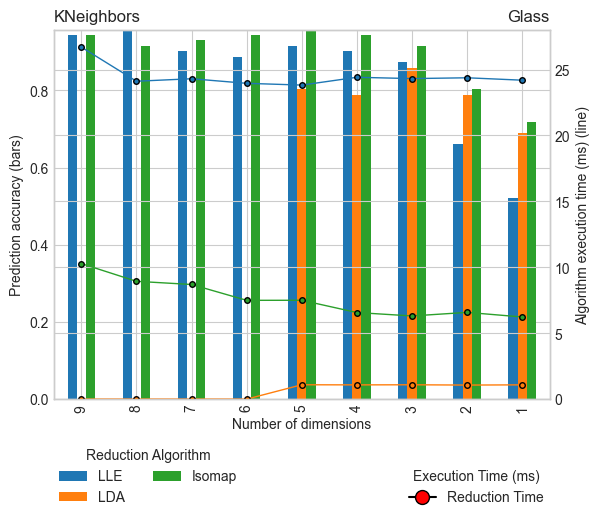 KNeighbors Glass
Prediction accuracy (bars)
0.8
0.6
0.4
0.2
0.0
25
20
15
10
5
0
Algorithm execution time (ms) (line)
9 8 7 6 5 4 3 2 1
Number of dimensions
Reduction Algorithm
LLE Isomap
LDA
Execution Time (ms)
Reduction Time